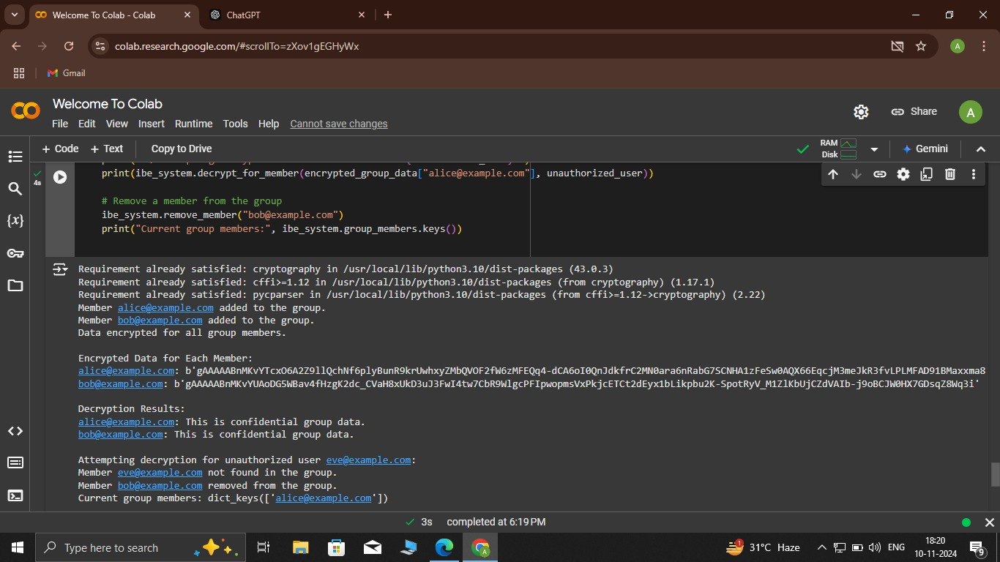 Welcome To Colab - Colab
ChatGPT
colab.research.google.com/#scrollTo=zXov1gEGHyWx
A
Gmail
Welcome To Colab
File Edit View Insert Runtime Tools Help Cannot save changes
Share
A
+ Code + Text Copy to Drive
RAM
Disk
Gemini
4s
print(ibe_system.decrypt_for_member(encrypted_group_data["alice@example.com"], unauthorized_user))
# Remove a member from the group
ibe_system.remove_member("bob@example.com")
print("Current group members:", ibe_system.group_members.keys())
Requirement already satisfied: cryptography in /usr/local/lib/python3.10/dist-packages (43.0.3)
Requirement already satisfied: cffi>=1.12 in /usr/local/lib/python3.10/dist-packages (from cryptography) (1.17.1)
Requirement already satisfied: pycparser in /usr/local/lib/python3.10/dist-packages (from cffi>=1.12->cryptography) (2.22)
Member alice@example.com added to the group.
Member bob@example.com added to the group.
Data encrypted for all group members.
Encrypted Data for Each Member:
alice@example.com: b'gAAAAABnMKvYTcxO6A2Z9llQchNf6plyBunR9krUwhxyZMbQVOF2fW6zMFEQq4-dCA6oI0QnJdkfrC2MN0ara6nRabG7SCNHA1zFeSw0AQX66EqcjM3meJkR3fvLPLMFAD91BMaxxma8
bob@example.com: b'gAAAAABnMKvYUAoDG5WBav4fHzgK2dc_CVaH8xUkD3uJ3FwI4tw7CbR9WlgcPFIpwopmsVxPkjcETCt2dEyx1bLikpbu2K-SpotRyV_M1ZlKbUjCZdVAIb-j9oBCJW0HX7GDsqZ8Wq3i'
Decryption Results:
alice@example.com: This is confidential group data.
bob@example.com: This is confidential group data.
Attempting decryption for unauthorized user eve@example.com:
Member eve@example.com not found in the group.
Member bob@example.com removed from the group.
Current group members: dict_keys(['alice@example.com'])
3s completed at 6:19 PM
Type here to search
1
31°C Haze
ENG
18:20
10-11-2024
9